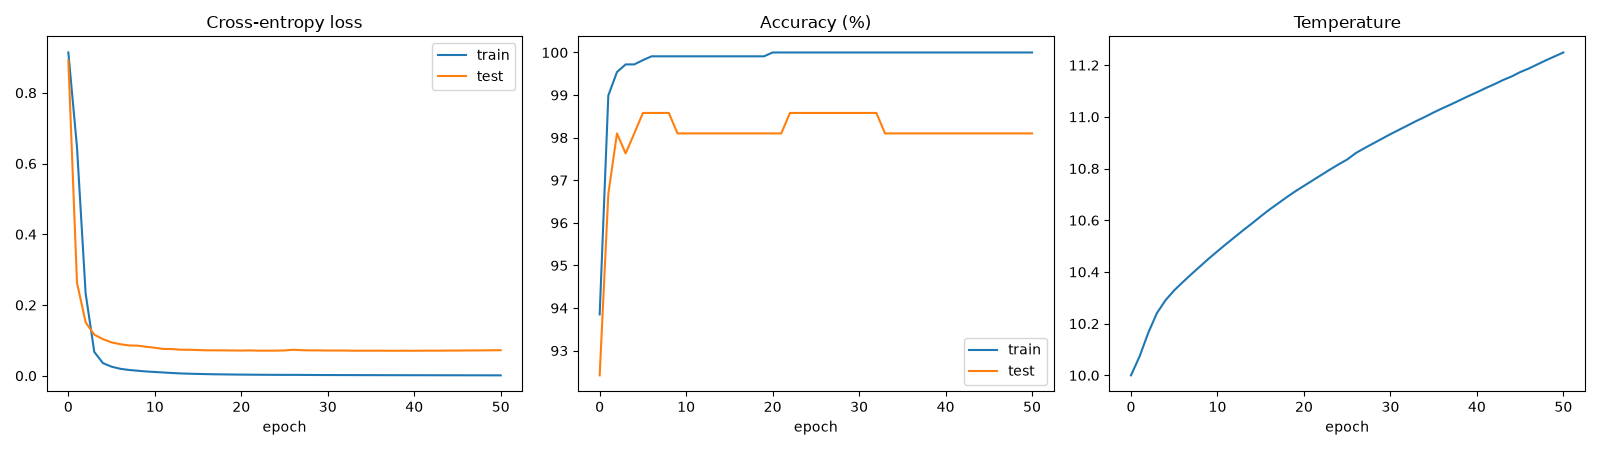 Cross-entropy loss
train
test
0.8
0.6
0.4
0.2
0.0
0 10 20 30 40 50
epoch
Accuracy (%)
100
99
98
97
96
95
94
93
train
test
0 10 20 30 40 50
epoch
Temperature
11.2
11.0
10.8
10.6
10.4
10.2
10.0
0 10 20 30 40 50
epoch